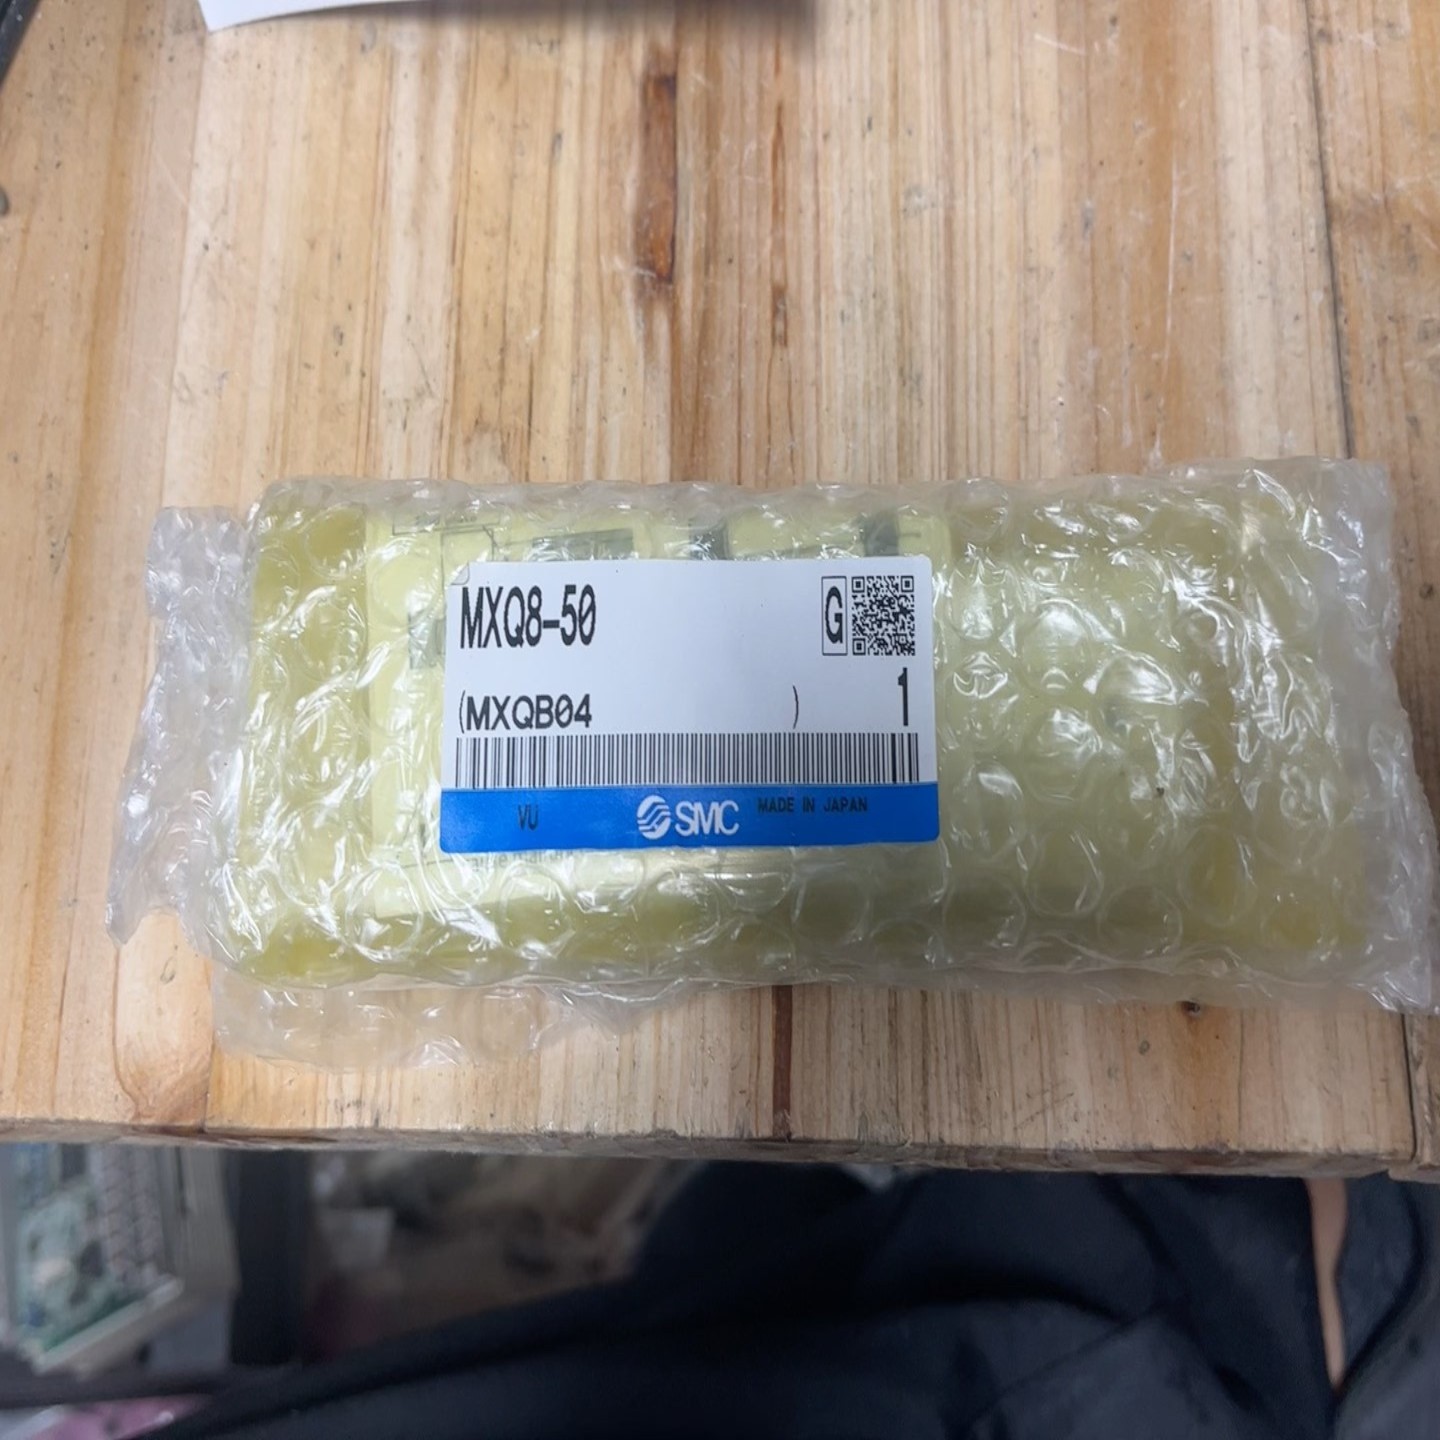 MXQ8-50
G
(MXQB04 )
1
VU
SMC
MADE IN JAPAN